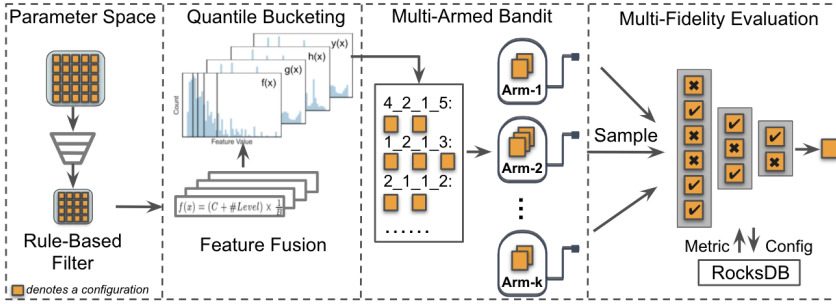 Parameter Space
Quantile Bucketing
Multi-Armed Bandit
Multi-Fidelity Evaluation
y(x)
h(x)
g(x)
f(x)
Count
Feature Value
Rule-Based
Filter
denotes a configuration
f(x) = (C + #Level) ×
Feature Fusion
4_2_1_5:
1_2_1_3:
2_1_1_2:
......
Arm-1
Arm-2
Arm-k
Sample
Metric
Config
RocksDB